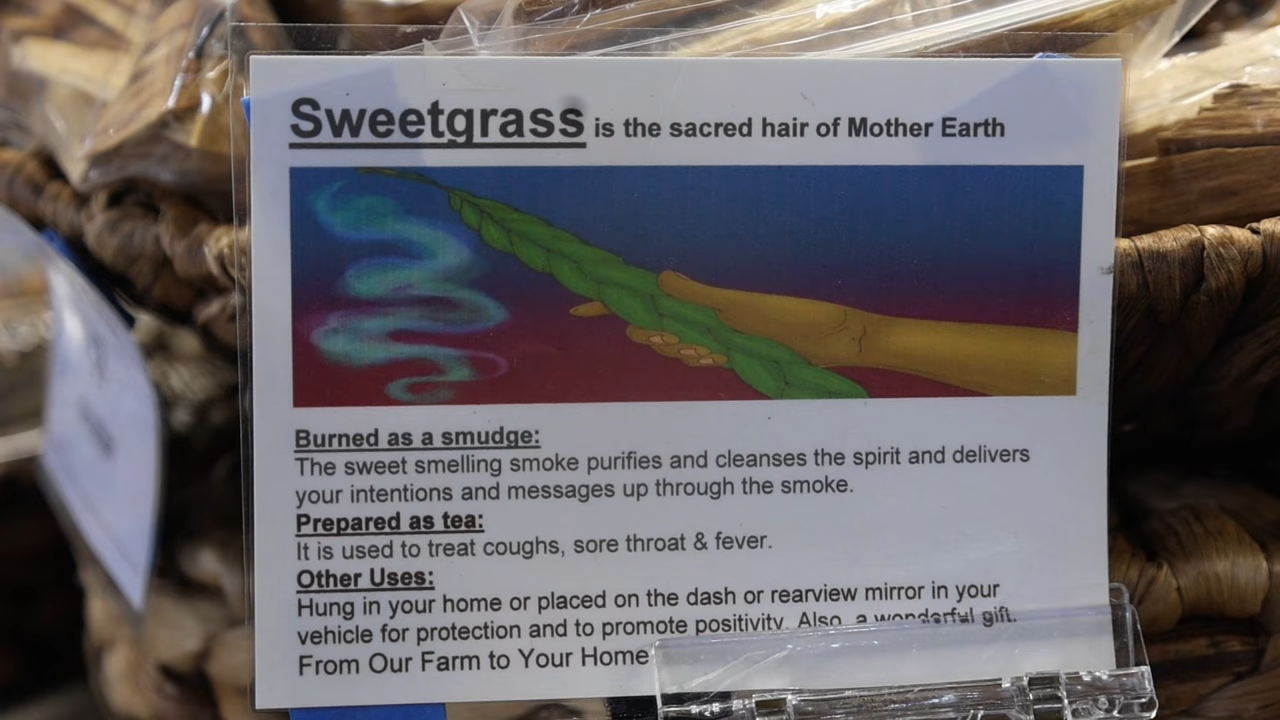 Sweetgrass is the sacred hair of Mother Earth
Burned as a smudge:
The sweet smelling smoke purifies and cleanses the spirit and delivers
your intentions and messages up through the smoke.
Prepared as tea:
It is used to treat coughs, sore throat & fever.
Other Uses:
Hung in your home or placed on the dash or rearview mirror in your
vehicle for protection and to promote positivity. Also, a wonderful gift.
From Our Farm to Your Home